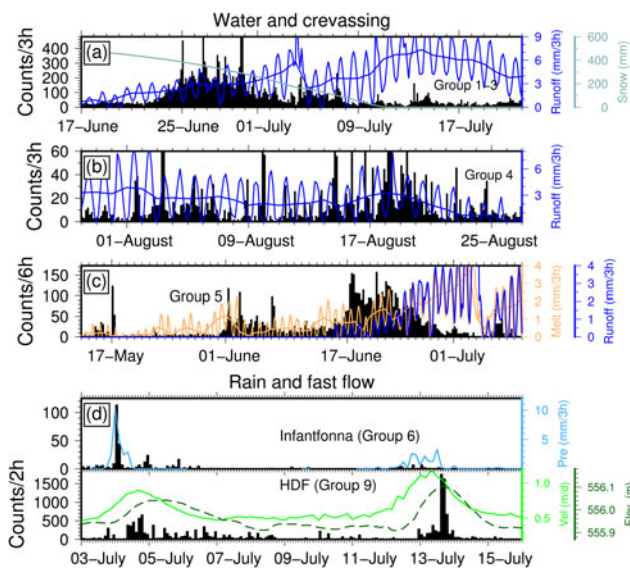 Water and crevassing
(a)
Counts/3h
400
300
200
100
0
Group 1–3
9
6
3
0
Runoff (mm/3h)
600
400
200
0
Snow (mm)
17–June 25–June 01–July 09–July 17–July
(b)
Counts/3h
60
40
20
0
Group 4
6
3
0
Runoff (mm/3h)
01–August 09–August 17–August 25–August
(c)
Counts/6h
150
100
50
0
Group 5
4
3
2
1
0
Melt (mm/3h)
4
3
2
1
0
Runoff (mm/3h)
17–May 01–June 17–June 01–July
Rain and fast flow
(d)
Counts/2h
100
50
0
Infantfonna (Group 6)
10
5
0
Pre (mm/3h)
1500
1000
500
0
HDF (Group 9)
1.0
0.5
Vel (m/d)
556.1
556.0
555.9
Elev. (m)
03–July 05–July 07–July 09–July 11–July 13–July 15–July